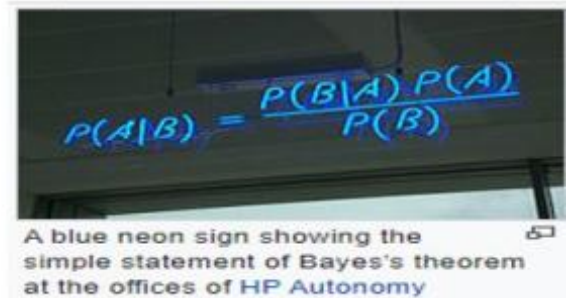 P(A|B) = P(B|A) P(A) / P(B)
A blue neon sign showing the
simple statement of Bayes's theorem
at the offices of HP Autonomy